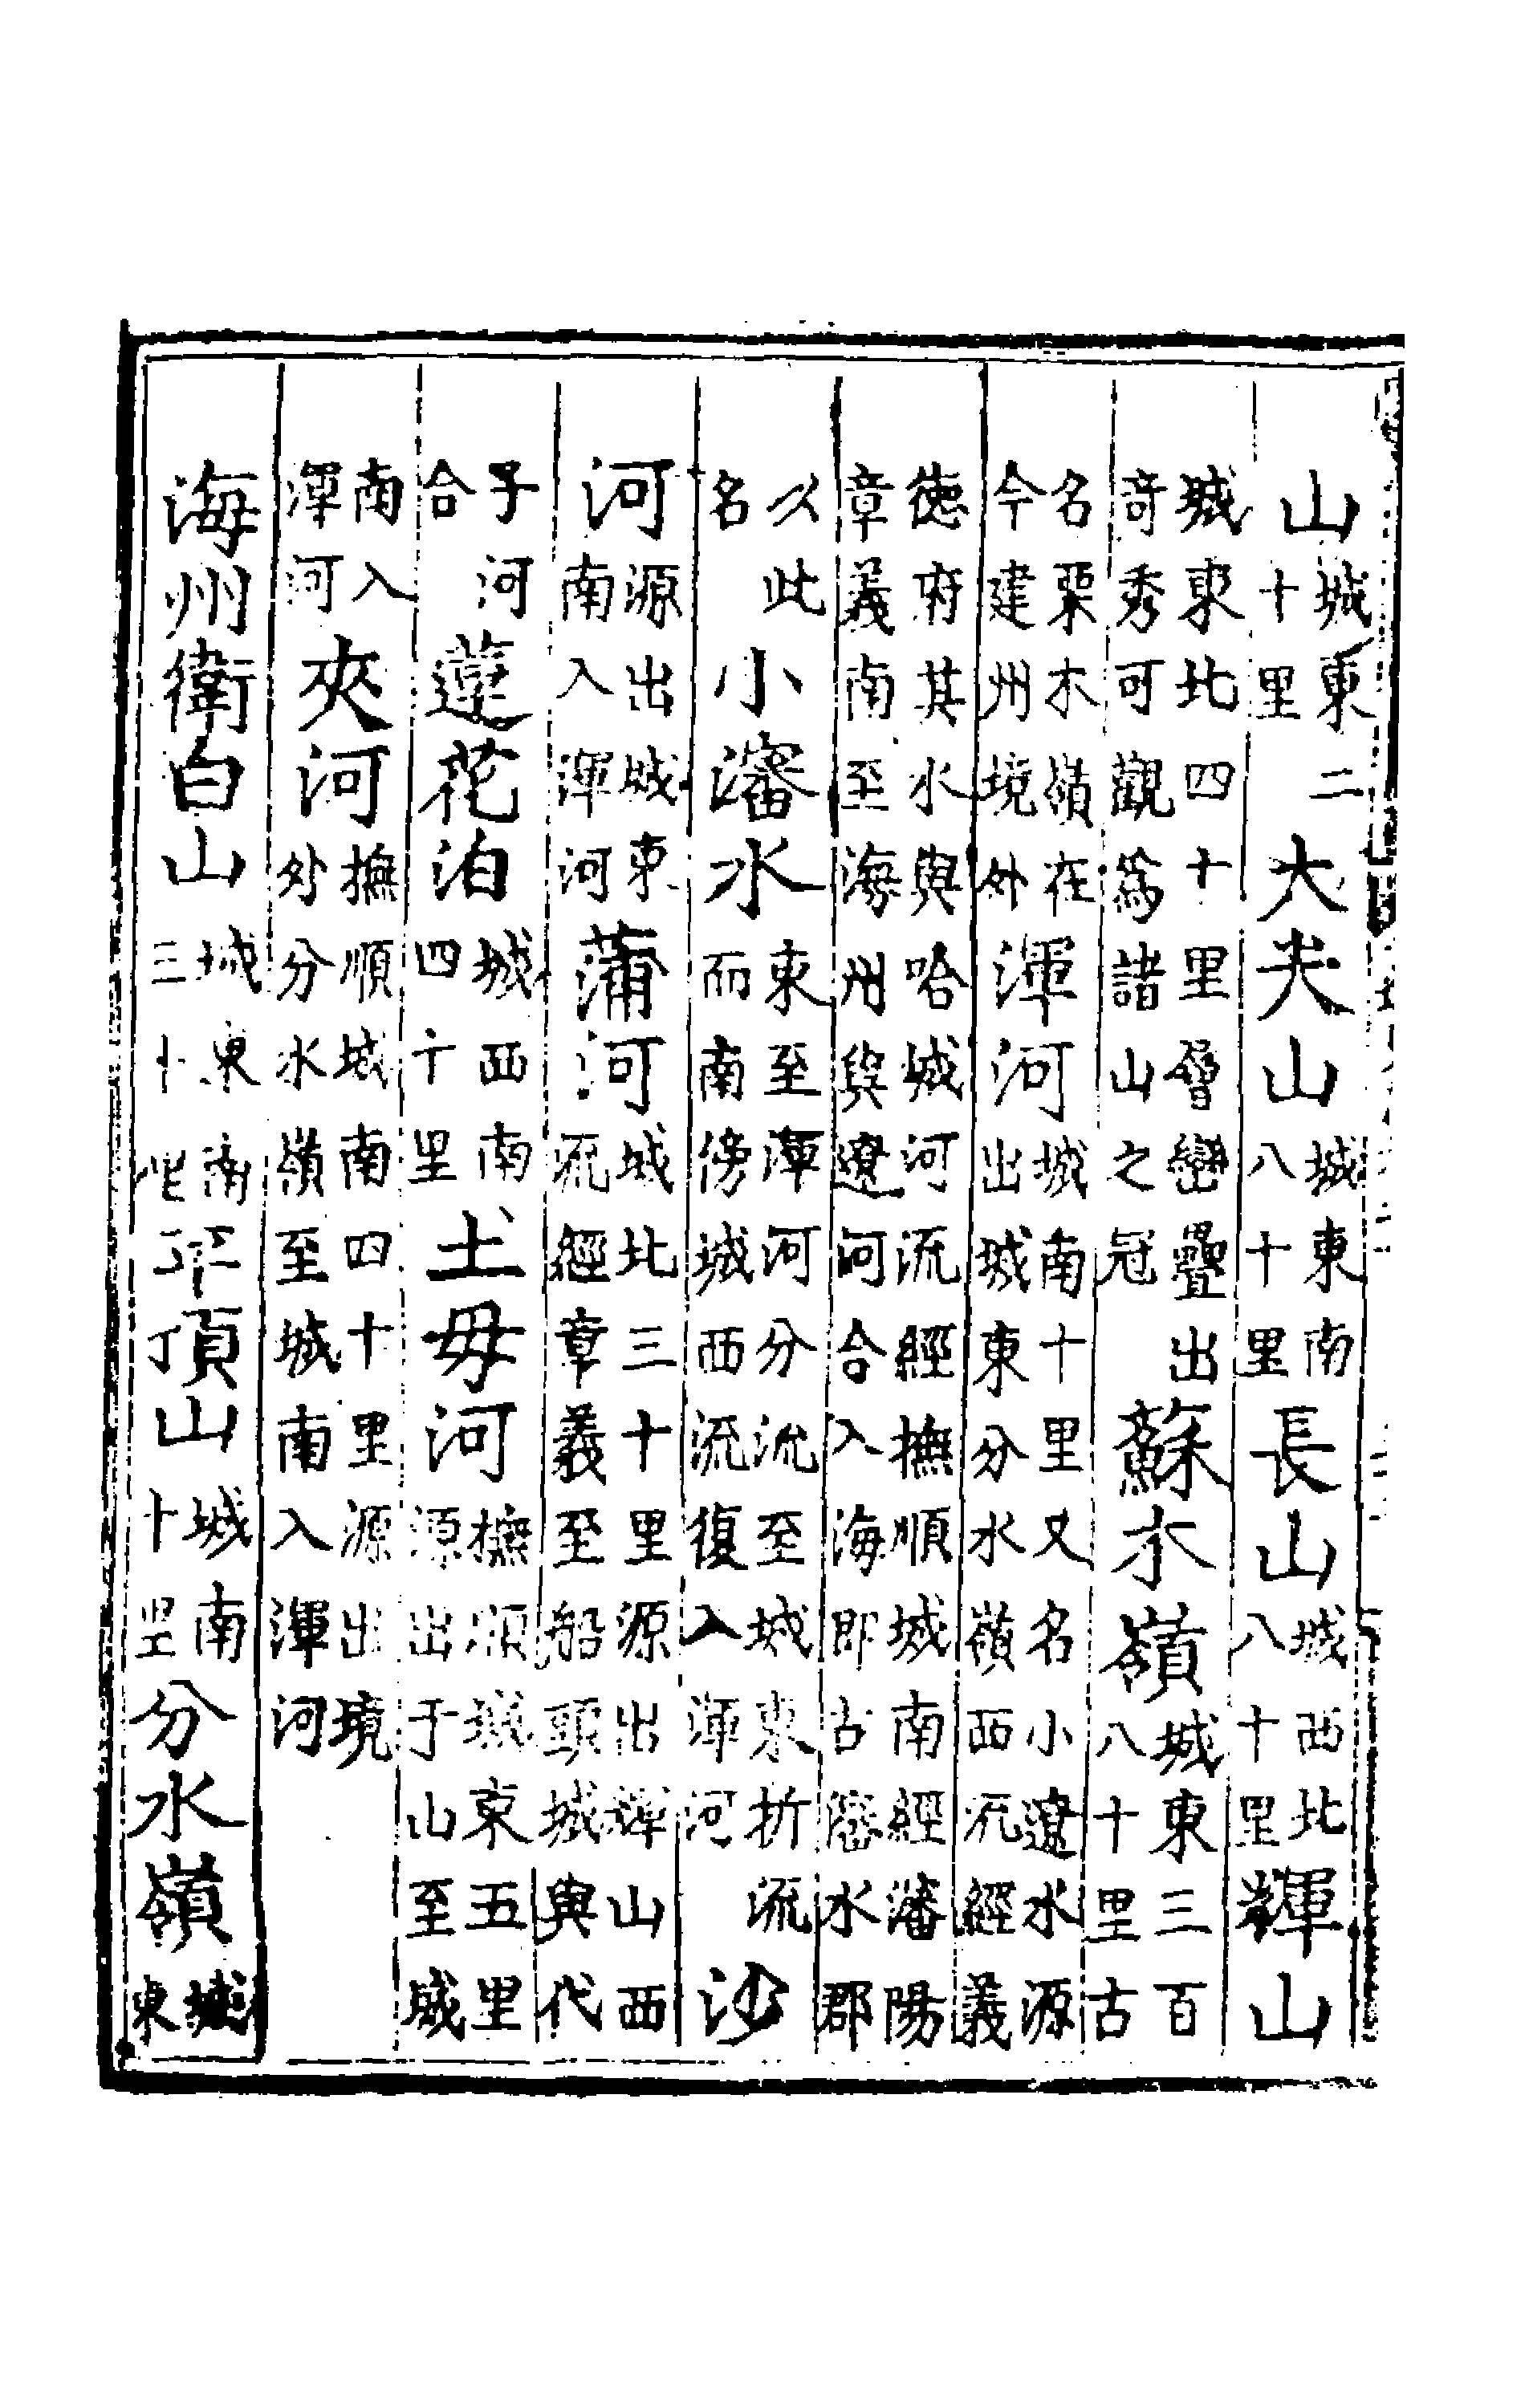 山城東二十里大尖山城東南八十里長山城西北八十里輝山
城東北四十里層巒疊出奇秀可觀為諸山之冠蘇木嶺城東三百八十里古
名栗木嶺在今建州境外渾河城南十里又名小遼水源出城東分水嶺西流經義
德府其水與哈城河流經撫順城南經瀋陽章義南至海州與遼河合入海即古瀋水郡
以此名小瀋水東至渾河分流至城東折流而南傍城西流復入渾河沙
河源出城東南入渾河蒲河城北三十里源出輝山西流經章義至船頭城與代
子河合蓮花泊城西南四十里土毋河撫順城東五里源出于山至城
南入渾河夾河撫順城南四十里源出境外分水嶺至城南入渾河
海州衛白山城東南三十里平頂山城南十里分水嶺城東